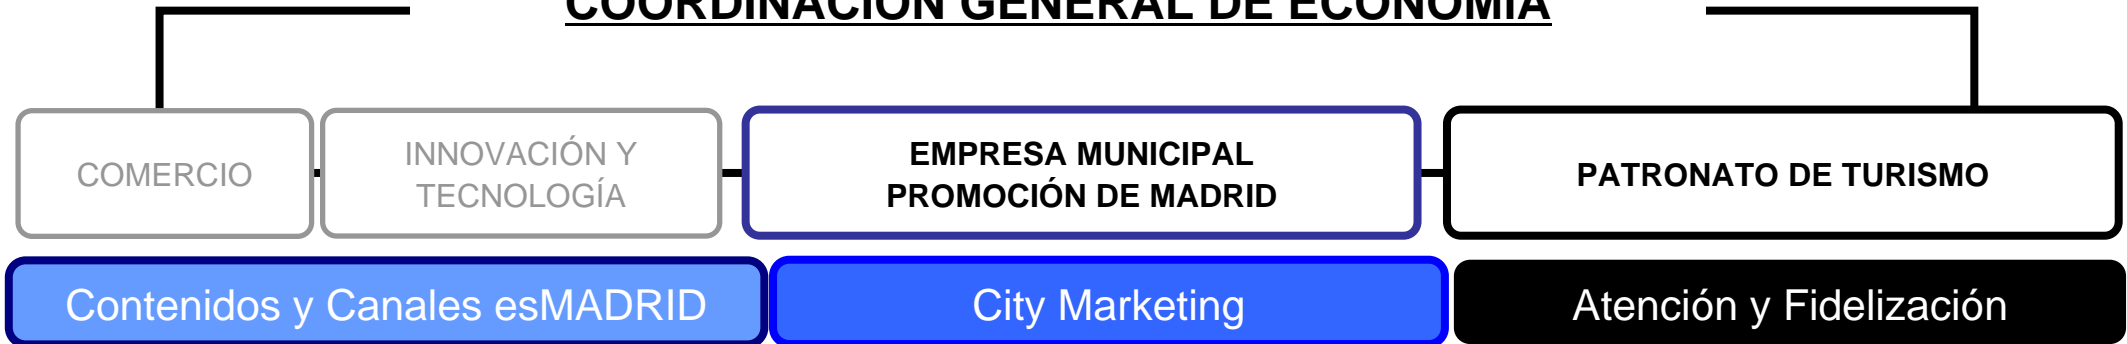 COORDINACIÓN GENERAL DE ECONOMÍA
COMERCIO
INNOVACIÓN Y
TECNOLOGÍA
EMPRESA MUNICIPAL
PROMOCIÓN DE MADRID
PATRONATO DE TURISMO
Contenidos y Canales esMADRID
City Marketing
Atención y Fidelización